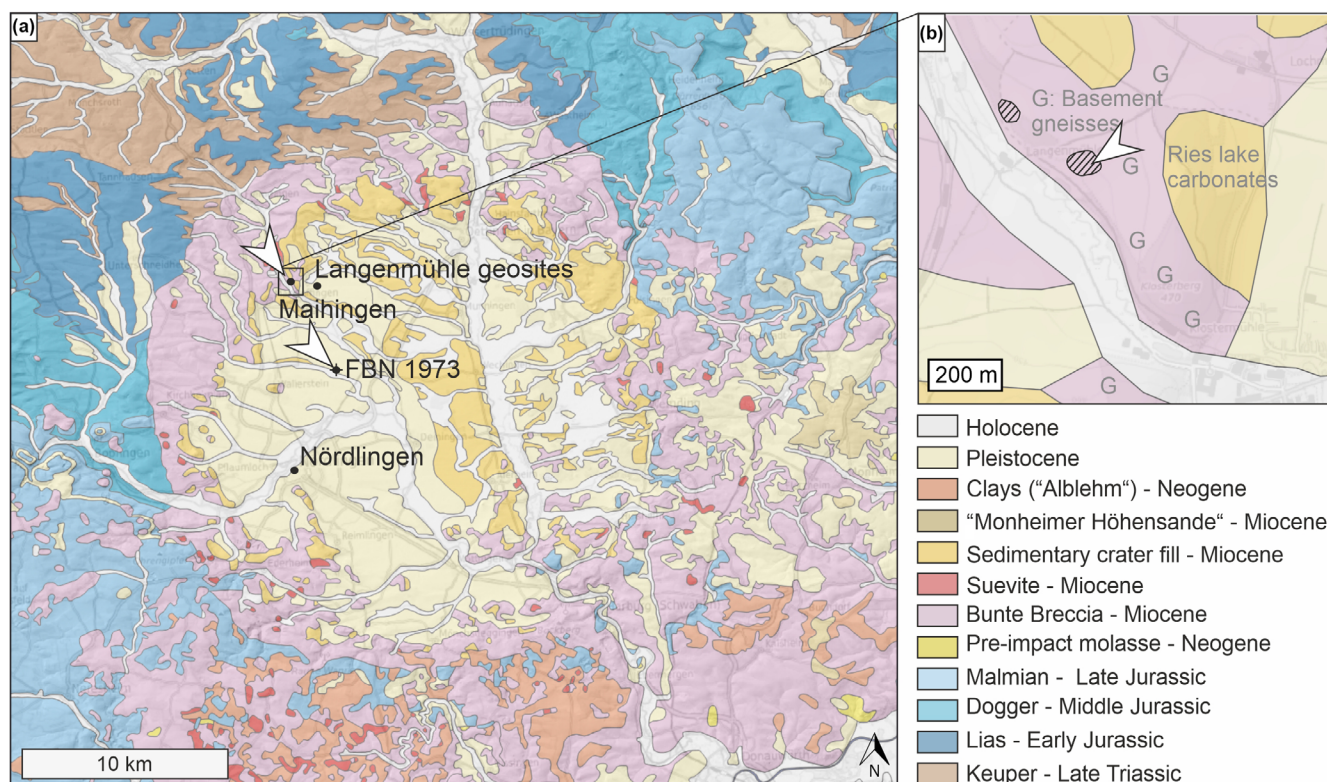 (a)
Langenmühle geosites
Maihingen
FBN 1973
Nördlingen
10 km
N
(b)
G
G: Basement
gneisses
G
Ries lake
carbonates
G
G
G
G
200 m
Holocene
Pleistocene
Clays ("Alblehm“) - Neogene
“Monheimer Höhensande“ - Miocene
Sedimentary crater fill - Miocene
Suevite - Miocene
Bunte Breccia - Miocene
Pre-impact molasse - Neogene
Malmian - Late Jurassic
Dogger - Middle Jurassic
Lias - Early Jurassic
Keuper - Late Triassic